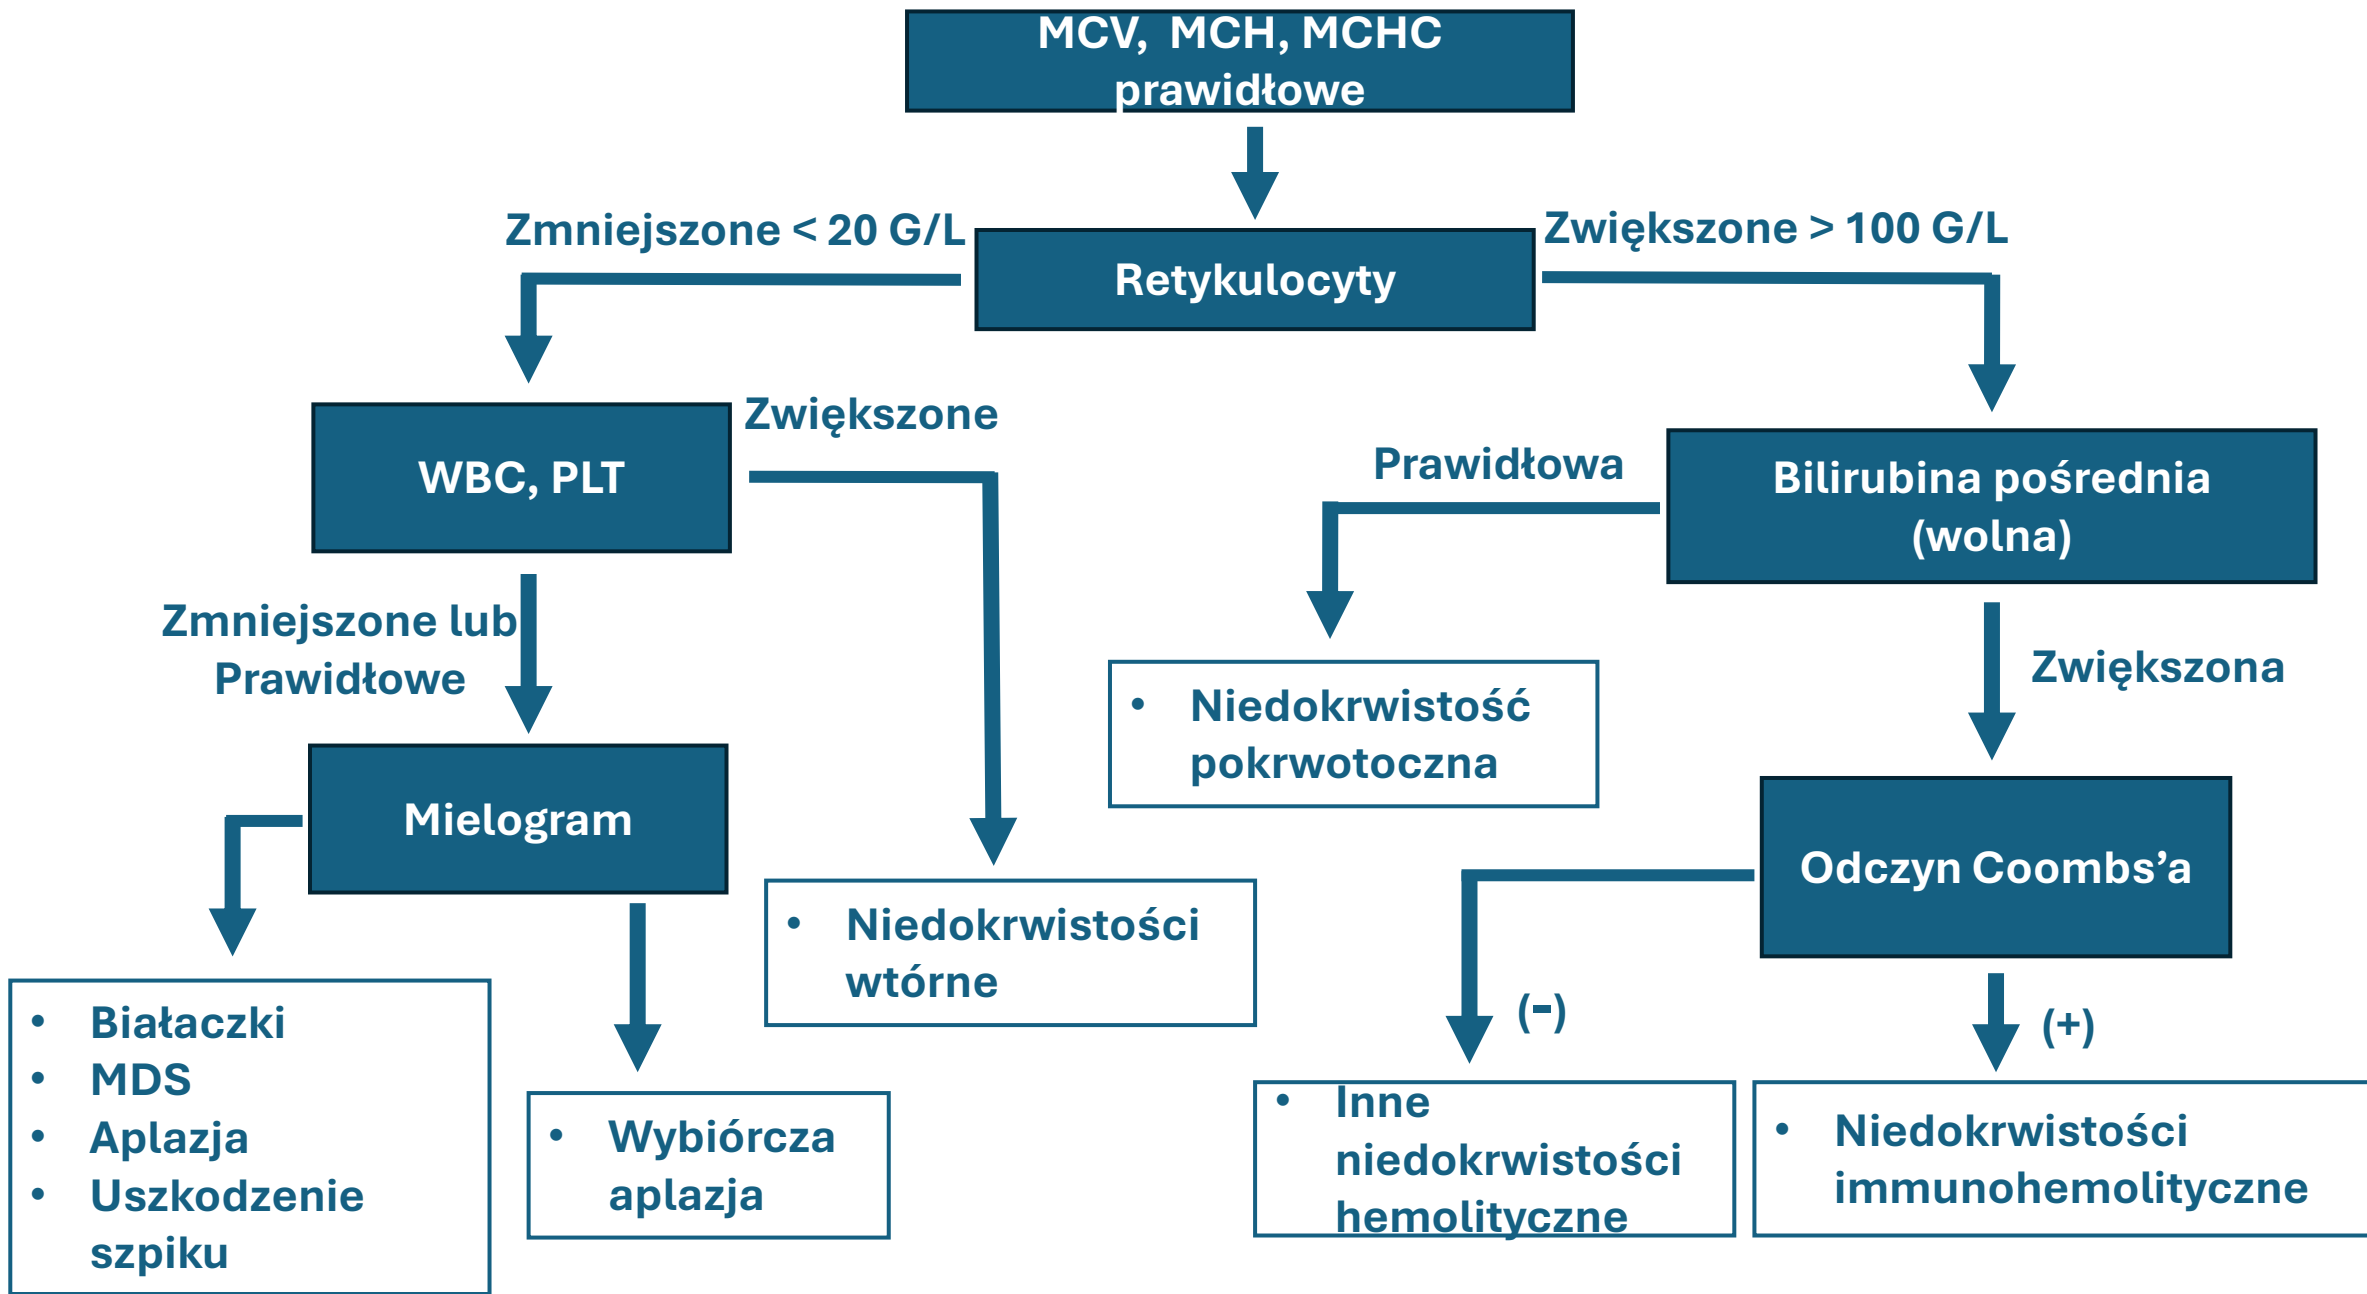 MCV, MCH, MCHC
prawidłowe
Zmniejszone < 20 G/L
Zwiększone > 100 G/L
Retykulocyty
Zwiększone
WBC, PLT
Prawidłowa
Bilirubina pośrednia
(wolna)
Zmniejszone lub
Prawidłowe
Zwiększona
• Niedokrwistość
pokrwotoczna
Mielogram
Odczyn Coombs’a
• Niedokrwistości
wtórne
(-)
(+)
• Białaczki
• MDS
• Aplazja
• Uszkodzenie
szpiku
• Wybiórcza
aplazja
• Inne
niedokrwistości
hemolityczne
• Niedokrwistości
immunohemolityczne